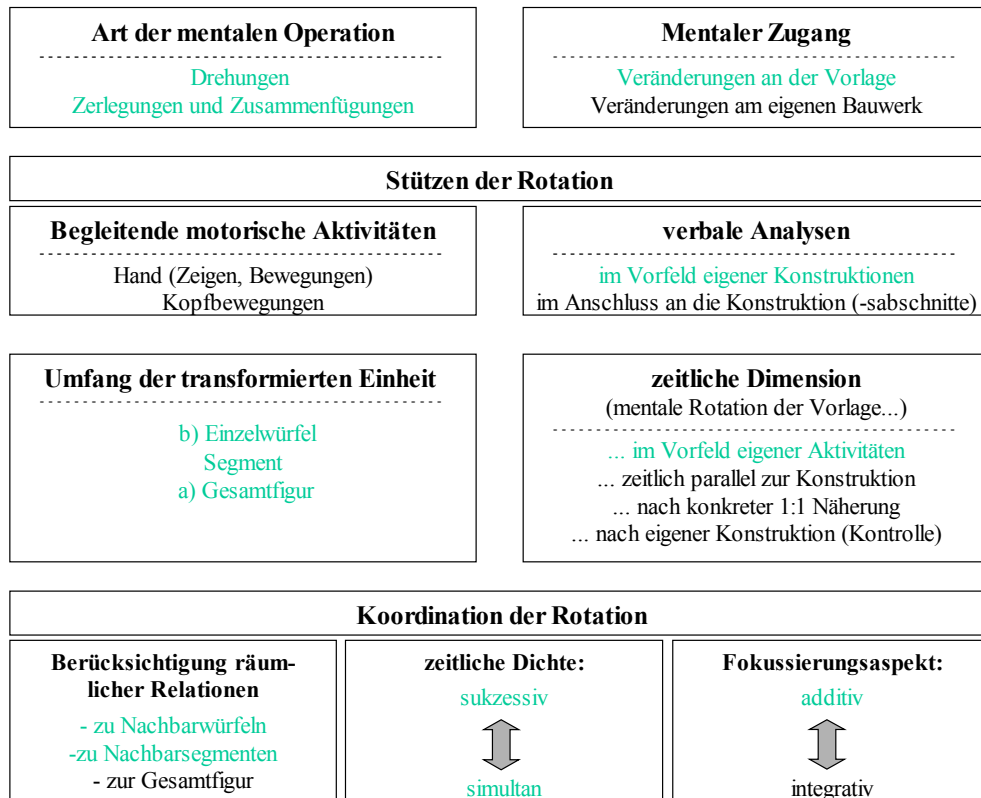 Art der mentalen Operation
Drehungen
Zerlegungen und Zusammenfügungen
Mentaler Zugang
Veränderungen an der Vorlage
Veränderungen am eigenen Bauwerk
Stützen der Rotation
Begleitende motorische Aktivitäten
Hand (Zeigen, Bewegungen)
Kopfbewegungen
verbale Analysen
im Vorfeld eigener Konstruktionen
im Anschluss an die Konstruktion (-sabschnitte)
Umfang der transformierten Einheit
b) Einzelwürfel
Segment
a) Gesamtfigur
zeitliche Dimension
(mentale Rotation der Vorlage...)
... im Vorfeld eigener Aktivitäten
... zeitlich parallel zur Konstruktion
... nach konkreter 1:1 Näherung
... nach eigener Konstruktion (Kontrolle)
Koordination der Rotation
Berücksichtigung räum-
licher Relationen
- zu Nachbarwürfeln
-zu Nachbarsegmenten
- zur Gesamtfigur
zeitliche Dichte:
sukzessiv
simultan
Fokussierungsaspekt:
additiv
integrativ